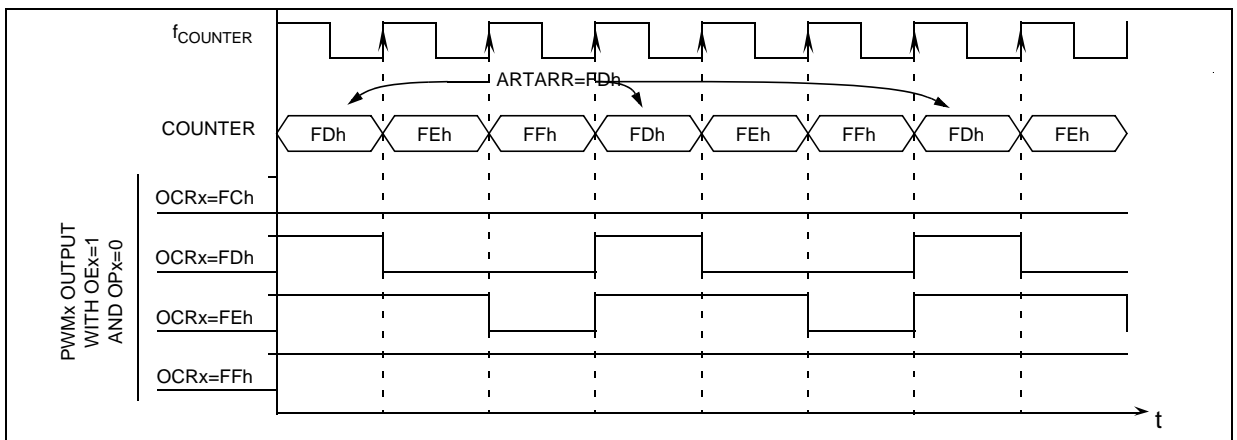 fCOUNTER
ARTARR=FDh
COUNTER
FDh FEh FFh FDh FEh FFh FDh FEh
PWMx OUTPUT
WITH OEx=1
AND OPx=0
OCRx=FCh
OCRx=FDh
OCRx=FEh
OCRx=FFh
t